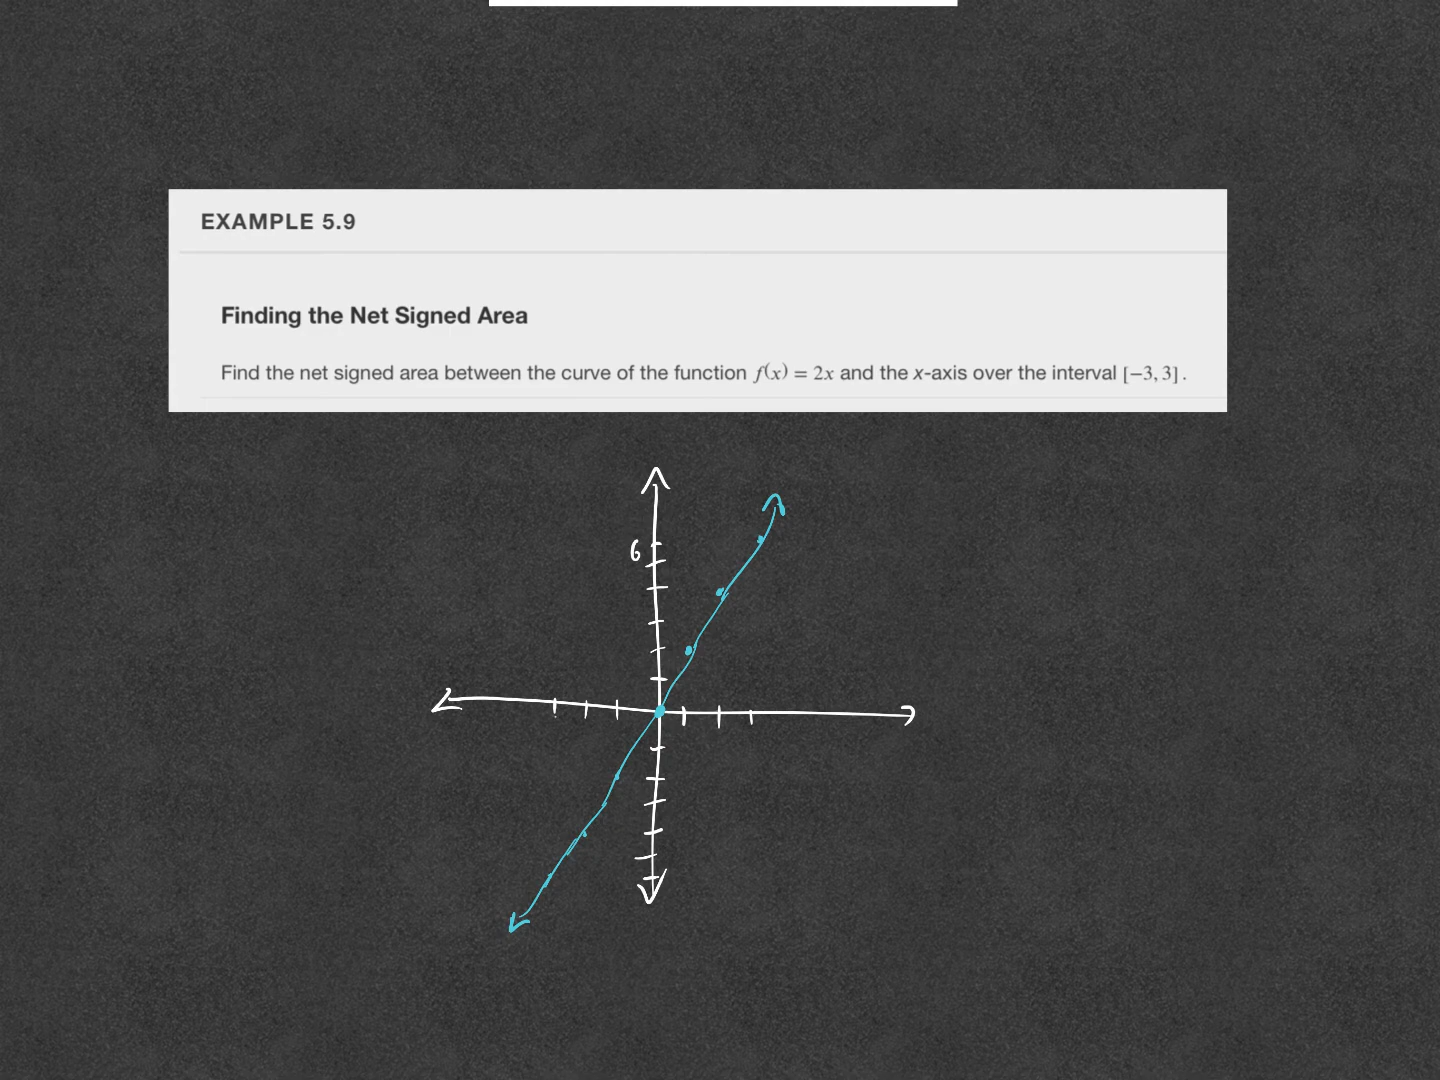 EXAMPLE 5.9
Finding the Net Signed Area
Find the net signed area between the curve of the function f(x) = 2x and the x-axis over the interval [−3, 3] .
6